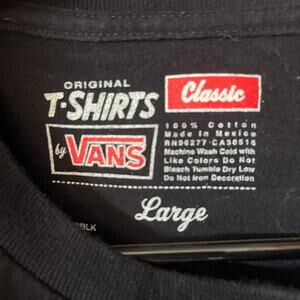 ORIGINAL
T-SHIRTS
by VANS
Classic
100% Cotton
Made in Mexico
RN96277-CA30516
Machine Wash Cold with
Like Colors Do Not
Bleach Tumble Dry Low
Do Not Iron Decoration
Large
BLK